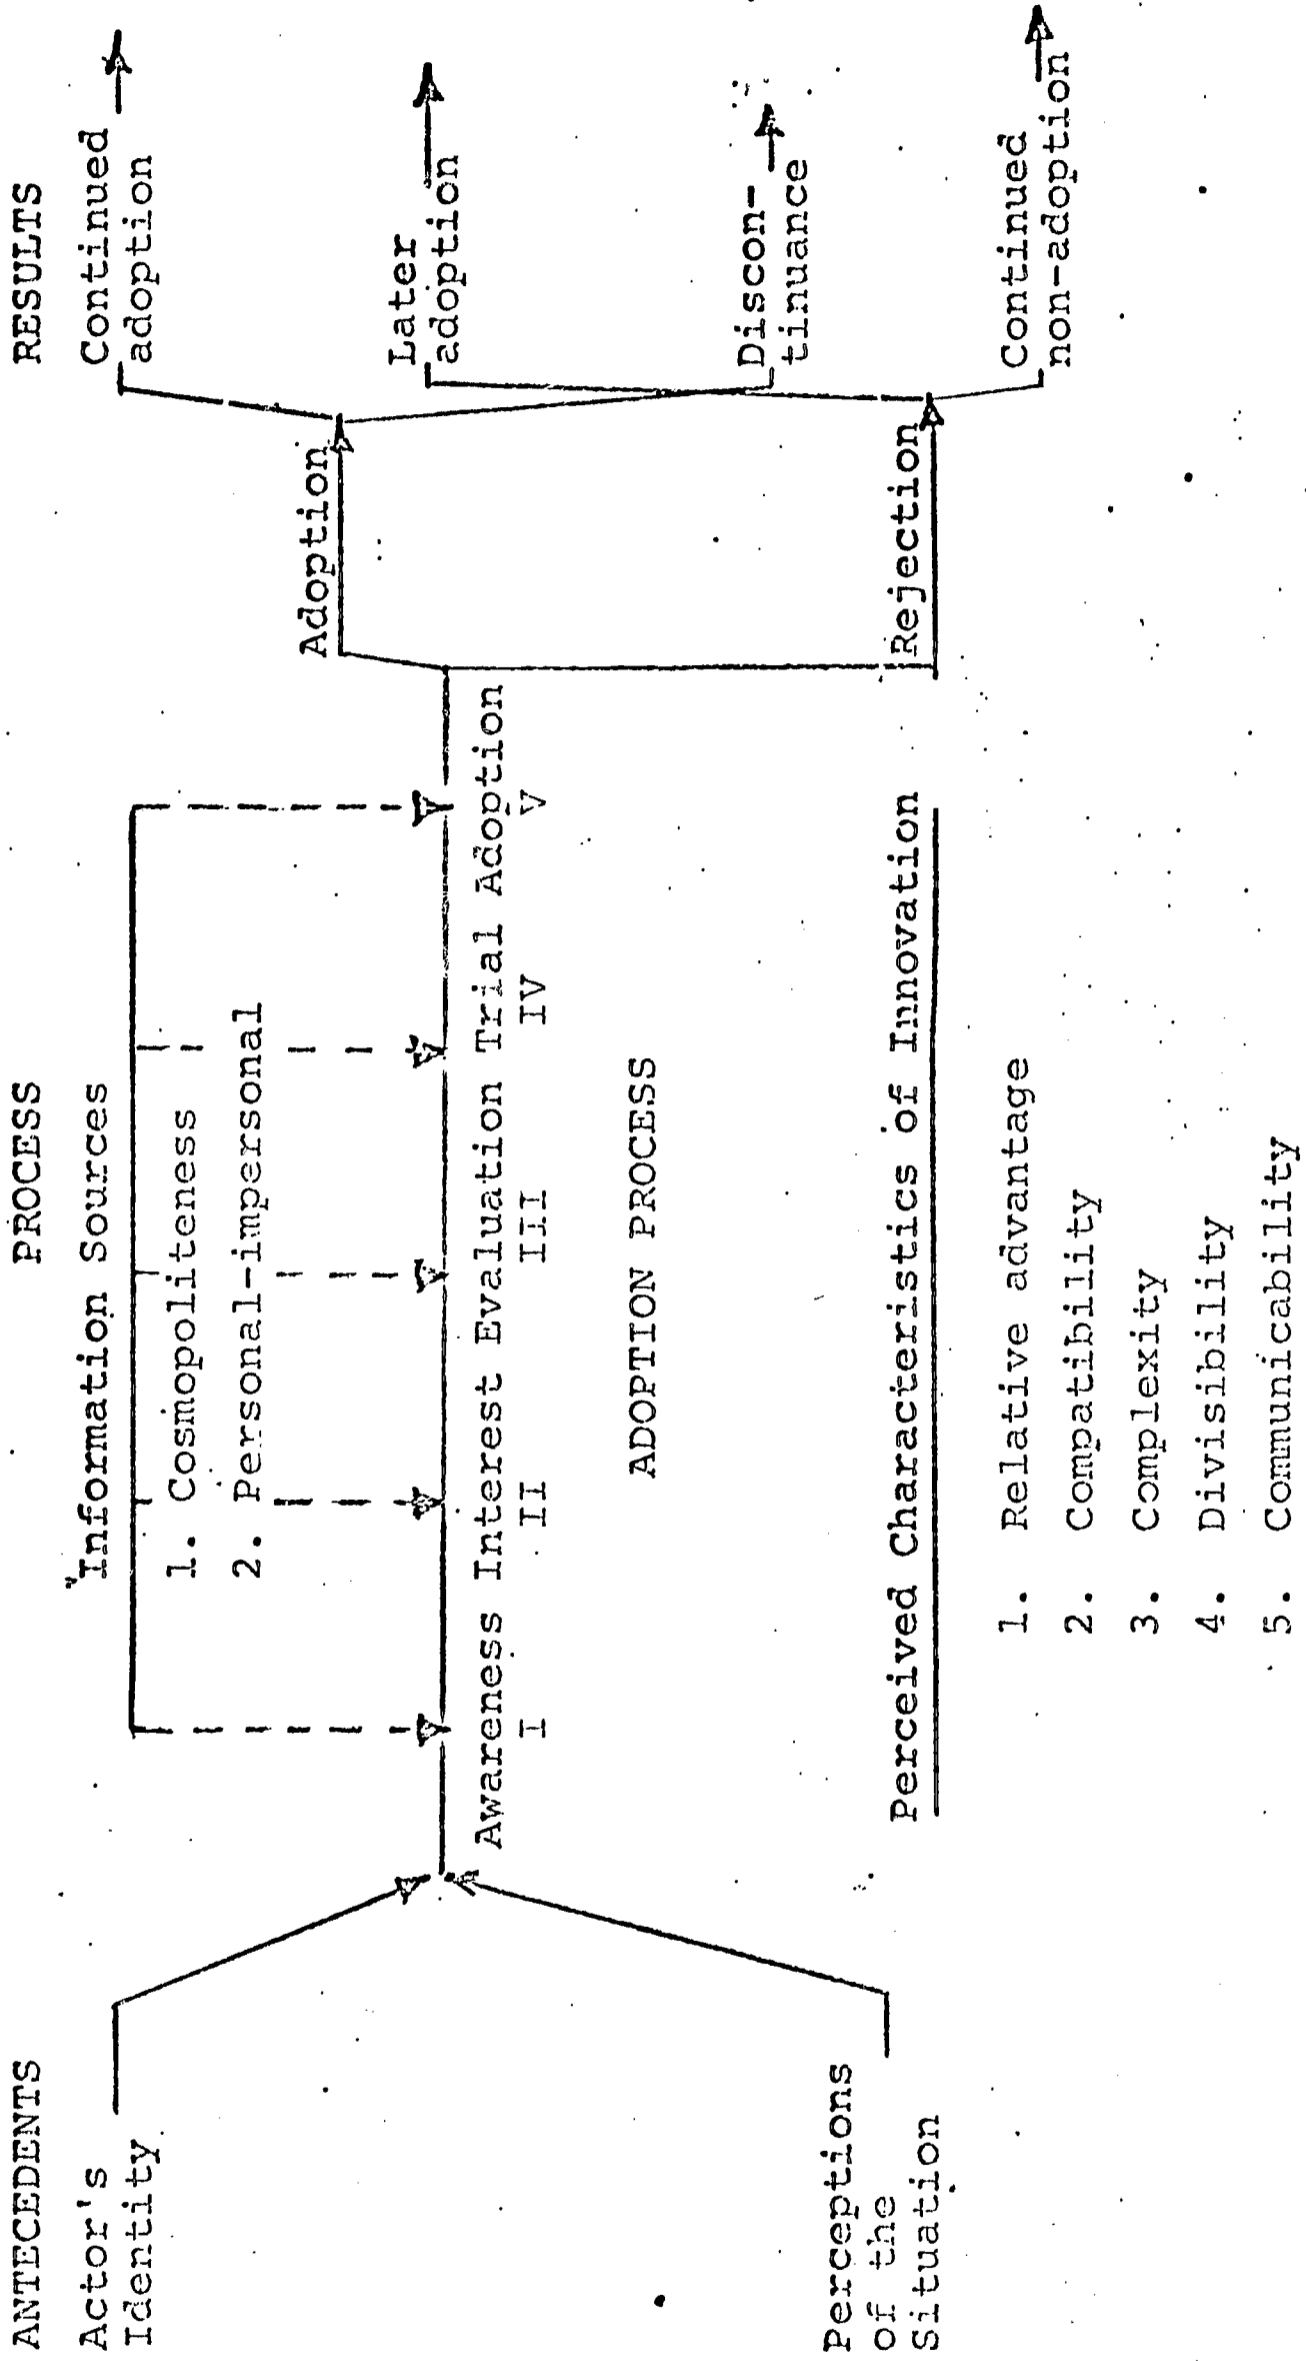 ANTECEDENTS
Actor's
Identity
Perceptions
of the
Situation
PROCESS
Information Sources
1. Cosmopoliteness
2. Personal-impersonal
Awareness Interest Evaluation Trial Adoption
I II III IV V
ADOPTION PROCESS
Perceived Characteristics of Innovation
1. Relative advantage
2. Compatibility
3. Complexity
4. Divisibility
5. Communicability
Adoption
Rejection
RESULTS
Continued
adoption
Later
adoption
Discon-
tinuance
Continued
non-adoption